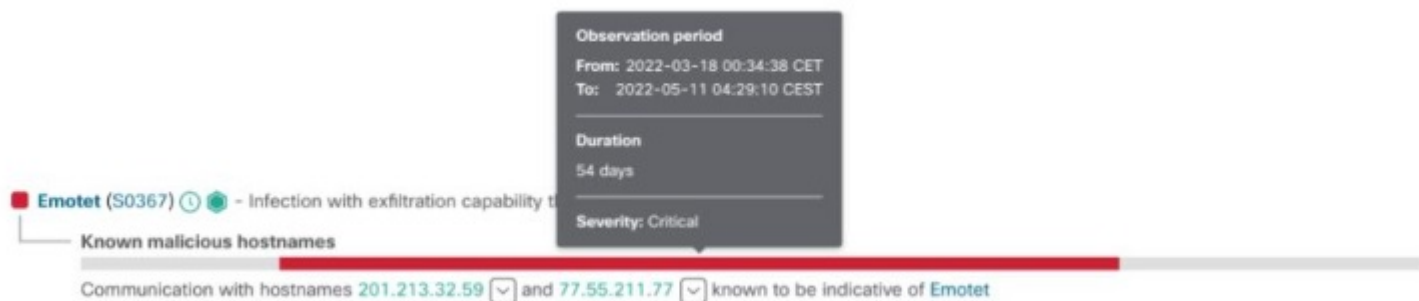 Observation period
From: 2022-03-18 00:34:38 CET
To: 2022-05-11 04:29:10 CEST
Duration
54 days
Severity: Critical
Emotet (S0367) - Infection with exfiltration capability
Known malicious hostnames
Communication with hostnames 201.213.32.59 and 77.55.211.77 known to be indicative of Emotet